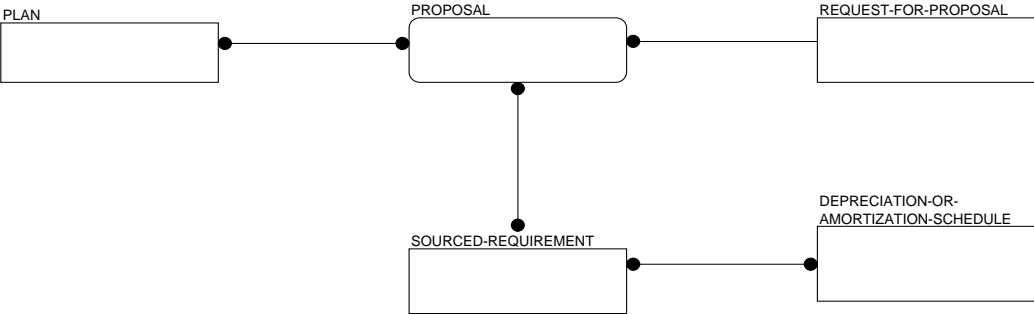 PLAN
PROPOSAL
REQUEST-FOR-PROPOSAL
SOURCED-REQUIREMENT
DEPRECIATION-OR-
AMORTIZATION-SCHEDULE